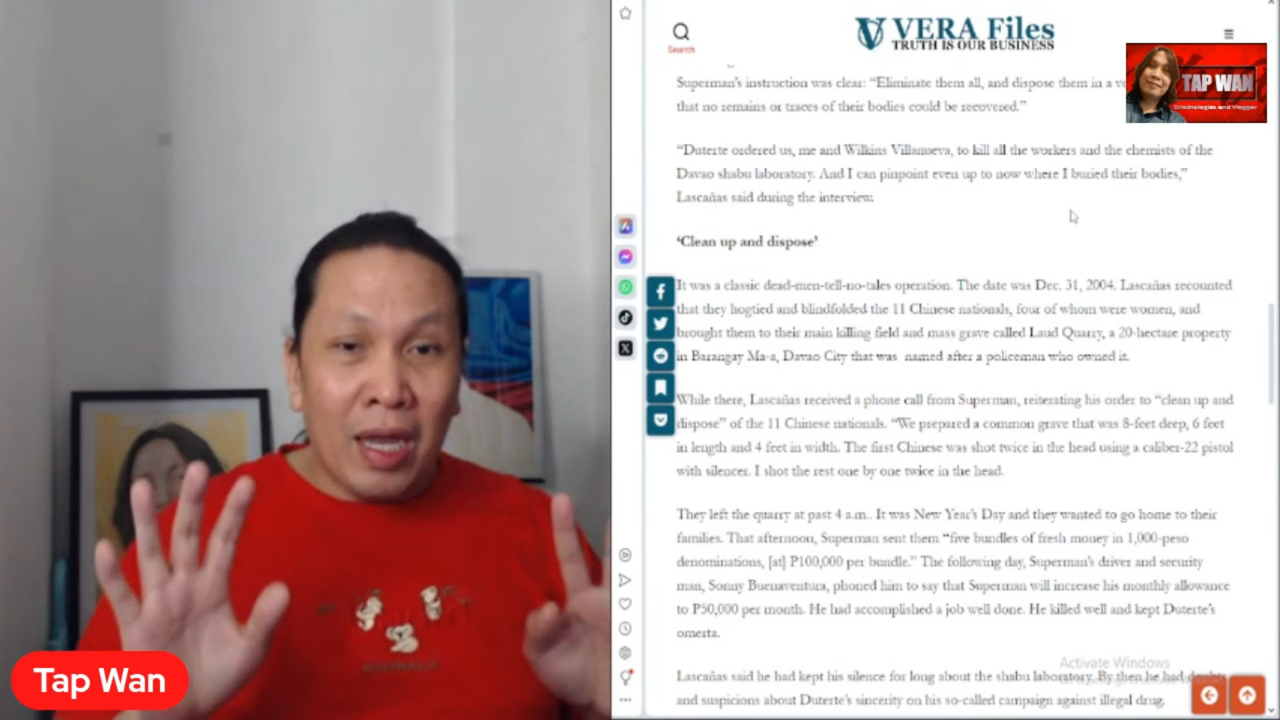 VERA Files
TRUTH IS OUR BUSINESS
Search
TAP WAN
Superman's instruction was clear: "Eliminate them all, and dispose them in a
that no remains or traces of their bodies could be recovered."
"Duterte ordered us, me and Wilkins Villanueva, to kill all the workers and the chemists of the
Davao shabu laboratory. And I can pinpoint even up to now where I buried their bodies,"
Lascañas said during the interview.
'Clean up and dispose'
It was a classic dead-men-tell-no-tales operation. The date was Dec. 31, 2004. Lascañas recounted
that they hogtied and blindfolded the 11 Chinese nationals, four of whom were women, and
brought them to their main killing field and mass grave called Laud Quarry, a 20-hectare property
in Barangay Ma-a, Davao City that was named after a policeman who owned it.
While there, Lascañas received a phone call from Superman, reiterating his order to "clean up and
dispose" of the 11 Chinese nationals. "We prepared a common grave that was 8-feet deep, 6 feet
in length and 4 feet in width. The first Chinese was shot twice in the head using a caliber-22 pistol
with silencer. I shot the rest one by one twice in the head.
They left the quarry at past 4 a.m.. It was New Year's Day and they wanted to go home to their
families. That afternoon, Superman sent them "five bundles of fresh money in 1,000-peso
denominations, [at] P100,000 per bundle." The following day, Superman's driver and security
man, Sonny Buenaventura, phoned him to say that Superman will increase his monthly allowance
to P50,000 per month. He had accomplished a job well done. He killed well and kept Duterte's
omerta.
Activate Windows
Lascañas said he had kept his silence for long about the shabu laboratory. By then he had
and suspicions about Duterte's sincerity on his so-called campaign against illegal drug.
Tap Wan